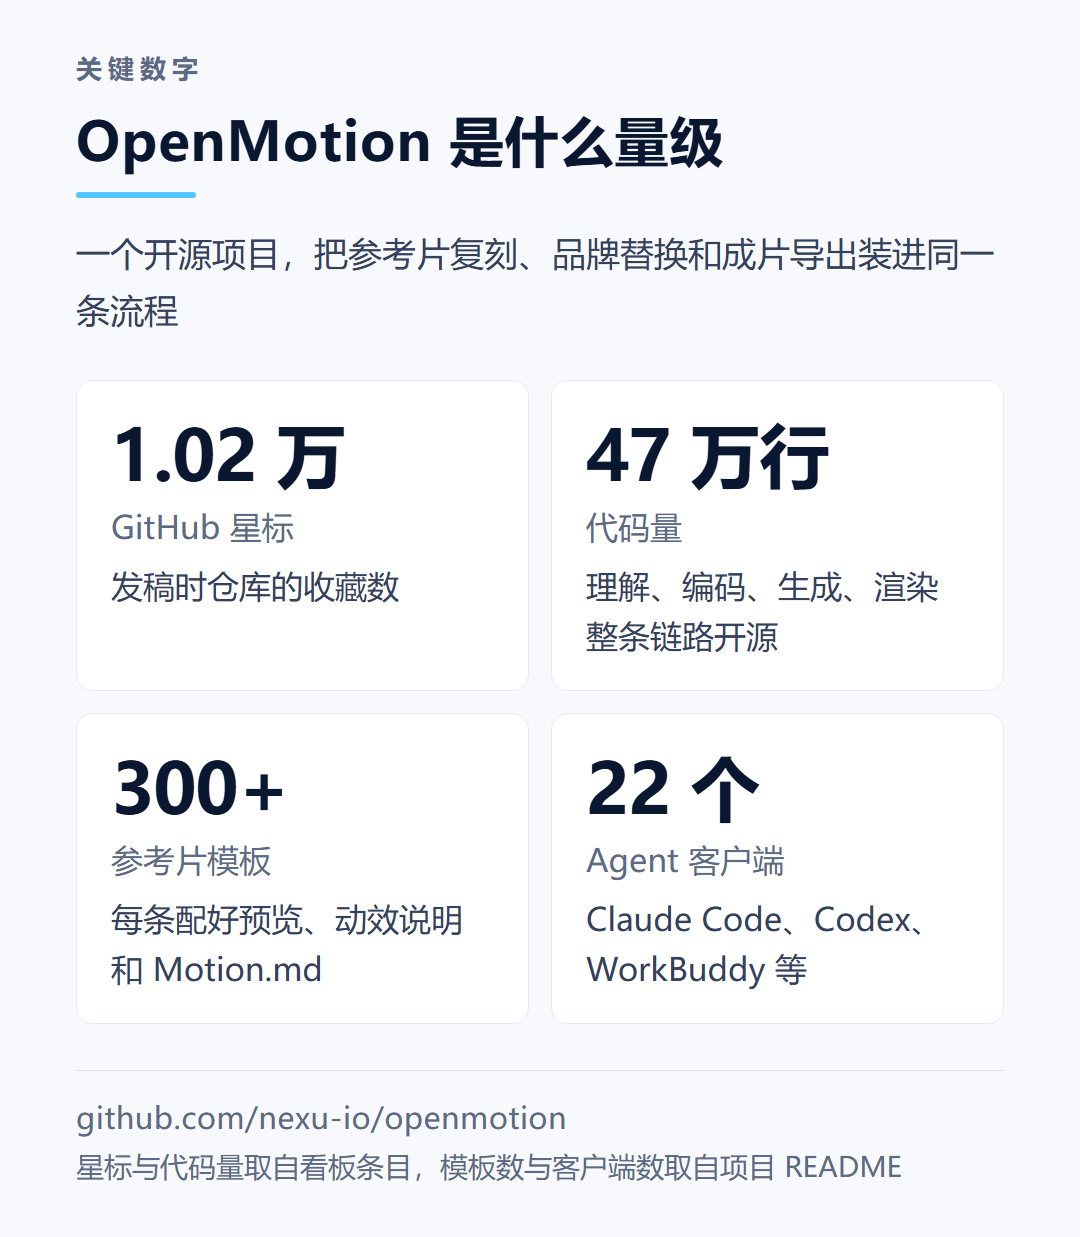 关键数字
OpenMotion 是什么量级
一个开源项目，把参考片复刻、品牌替换和成片导出装进同一
条流程
1.02 万
GitHub 星标
发稿时仓库的收藏数
47 万行
代码量
理解、编码、生成、渲染
整条链路开源
300+
参考片模板
每条配好预览、动效说明
和 Motion.md
22 个
Agent 客户端
Claude Code、Codex、
WorkBuddy 等
github.com/nexu-io/openmotion
星标与代码量取自看板条目，模板数与客户端数取自项目 README